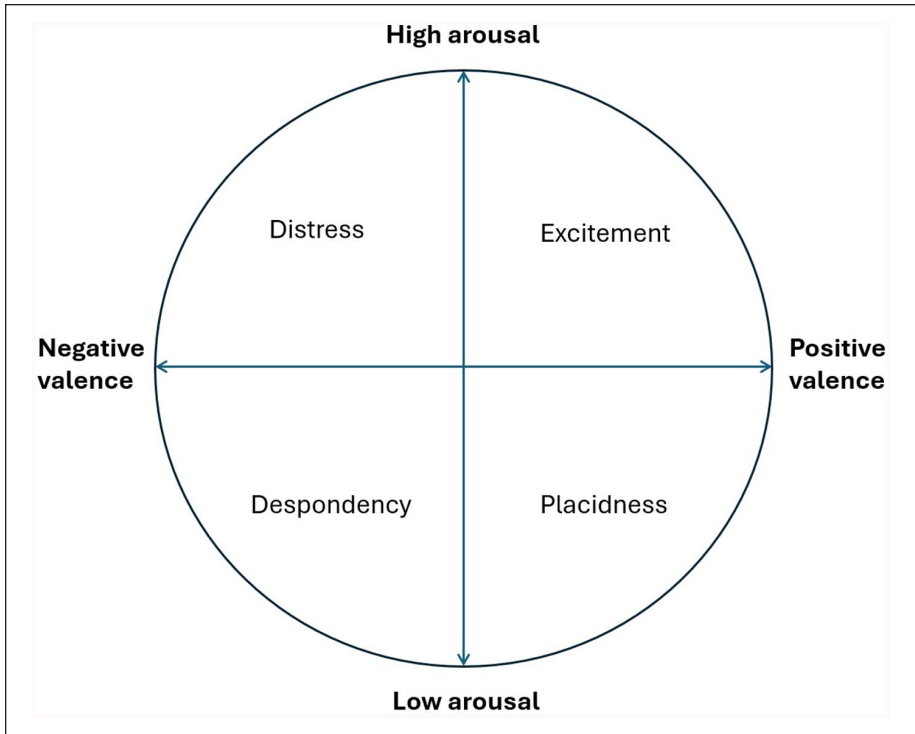 High arousal
Distress
Excitement
Negative
valence
Positive
valence
Despondency
Placidness
Low arousal